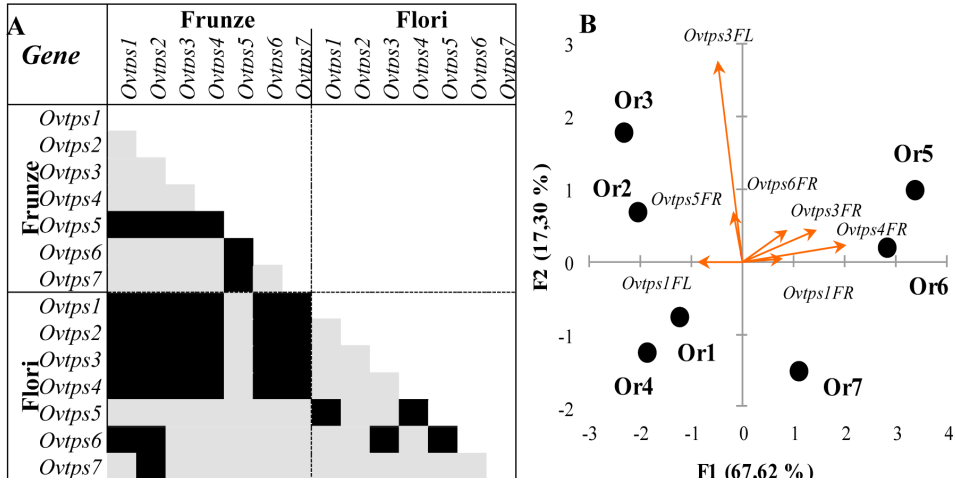 A
Frunze
Flori
Gene
Ovtps1
Ovtps2
Ovtps3
Ovtps4
Ovtps5
Ovtps6
Ovtps7
Ovtps1
Ovtps2
Ovtps3
Ovtps4
Ovtps5
Ovtps6
Ovtps7
Frunze
Ovtps1
Ovtps2
Ovtps3
Ovtps4
Ovtps5
Ovtps6
Ovtps7
Flori
Ovtps1
Ovtps2
Ovtps3
Ovtps4
Ovtps5
Ovtps6
Ovtps7
B
F2 (17,30 %)
3
2
1
0
-1
-2
Ovtps3FL
Or3
Or5
Or2
Ovtps5FR
Ovtps6FR
Ovtps3FR
Ovtps4FR
Or6
Ovtps1FL
Ovtps1FR
Or1
Or4
Or7
-3
-2
-1
0
1
2
3
4
F1 (67,62 %)